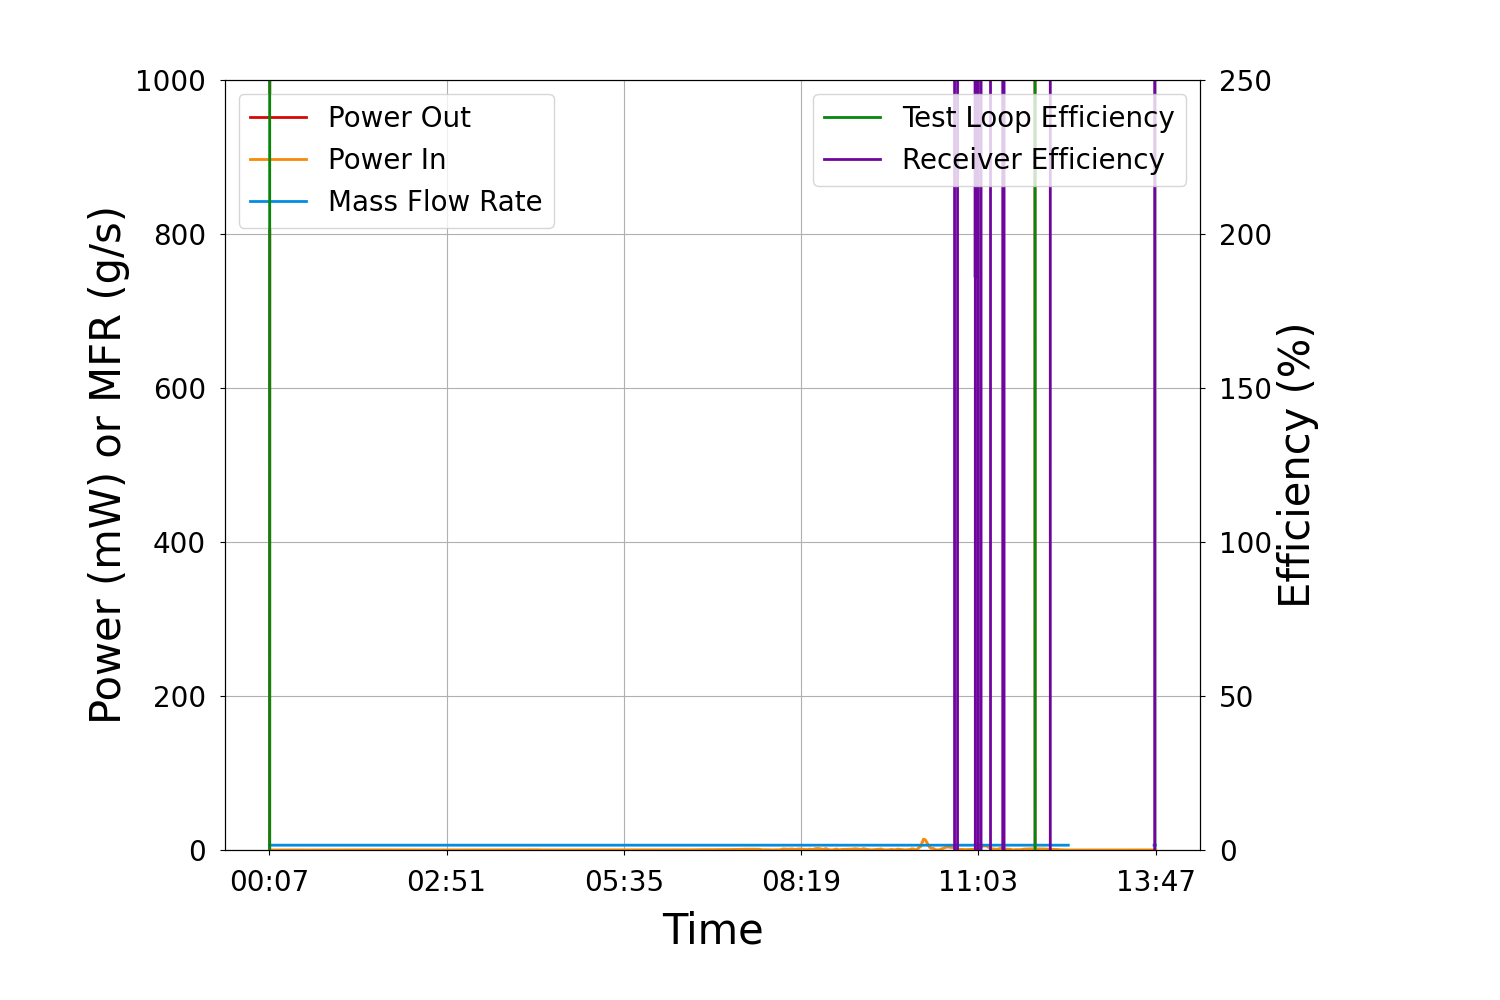 1000
800
600
400
200
0
Power (mW) or MFR (g/s)
Power Out
Power In
Mass Flow Rate
Test Loop Efficiency
Receiver Efficiency
250
200
150
100
50
0
Efficiency (%)
00:07 02:51 05:35 08:19 11:03 13:47
Time